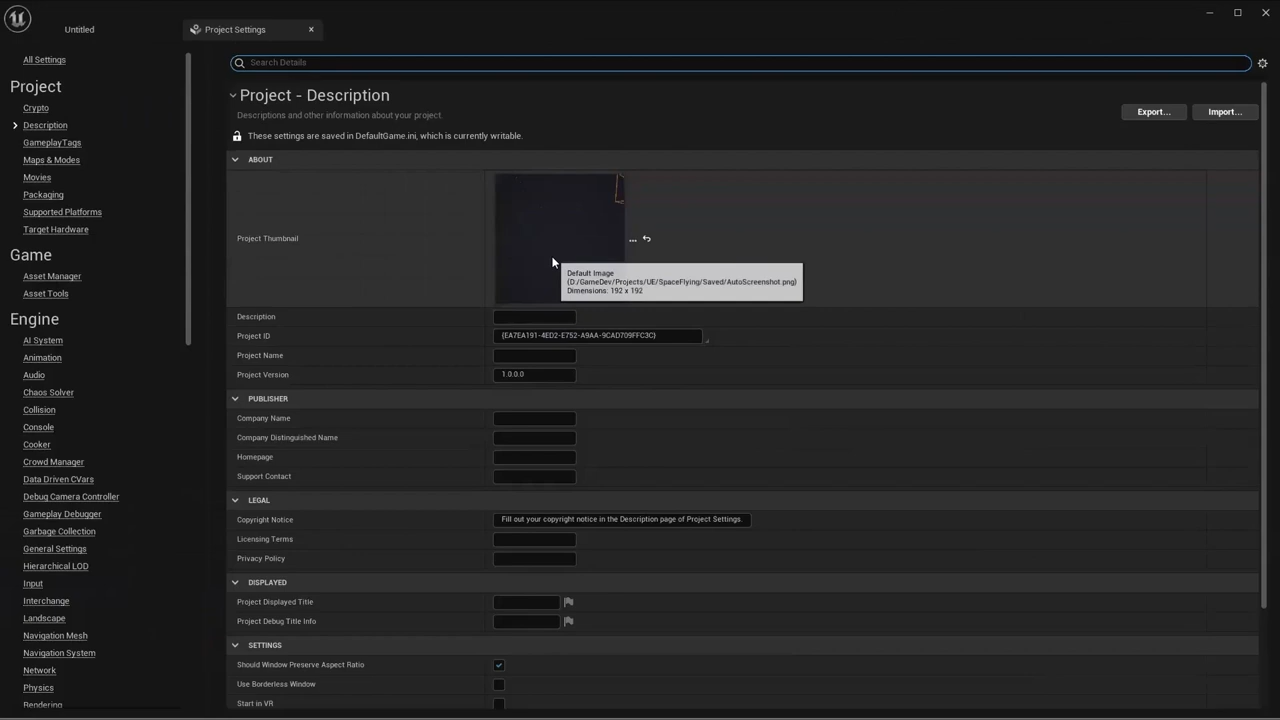 Untitled
Project Settings
All Settings
Search Details
Project
Crypto
Description
GameplayTags
Maps & Modes
Movies
Packaging
Supported Platforms
Target Hardware
Game
Asset Manager
Asset Tools
Engine
AI System
Animation
Audio
Chaos Solver
Collision
Console
Cooker
Crowd Manager
Data Driven CVars
Debug Camera Controller
Gameplay Debugger
Garbage Collection
General Settings
Hierarchical LOD
Input
Interchange
Landscape
Navigation Mesh
Navigation System
Network
Physics
Rendering
Project - Description
Descriptions and other information about your project.
Export...
Import...
These settings are saved in DefaultGame.ini, which is currently writable.
ABOUT
Project Thumbnail
Default Image
(D:/GameDev/Projects/UE/SpaceFlying/Saved/AutoScreenshot.png)
Dimensions: 192 x 192
Description
Project ID
{EA7EA191-4ED2-E752-A9AA-9CAD709FFC3C}
Project Name
Project Version
1.0.0.0
PUBLISHER
Company Name
Company Distinguished Name
Homepage
Support Contact
LEGAL
Copyright Notice
Fill out your copyright notice in the Description page of Project Settings.
Licensing Terms
Privacy Policy
DISPLAYED
Project Displayed Title
Project Debug Title Info
SETTINGS
Should Window Preserve Aspect Ratio
Use Borderless Window
Start in VR